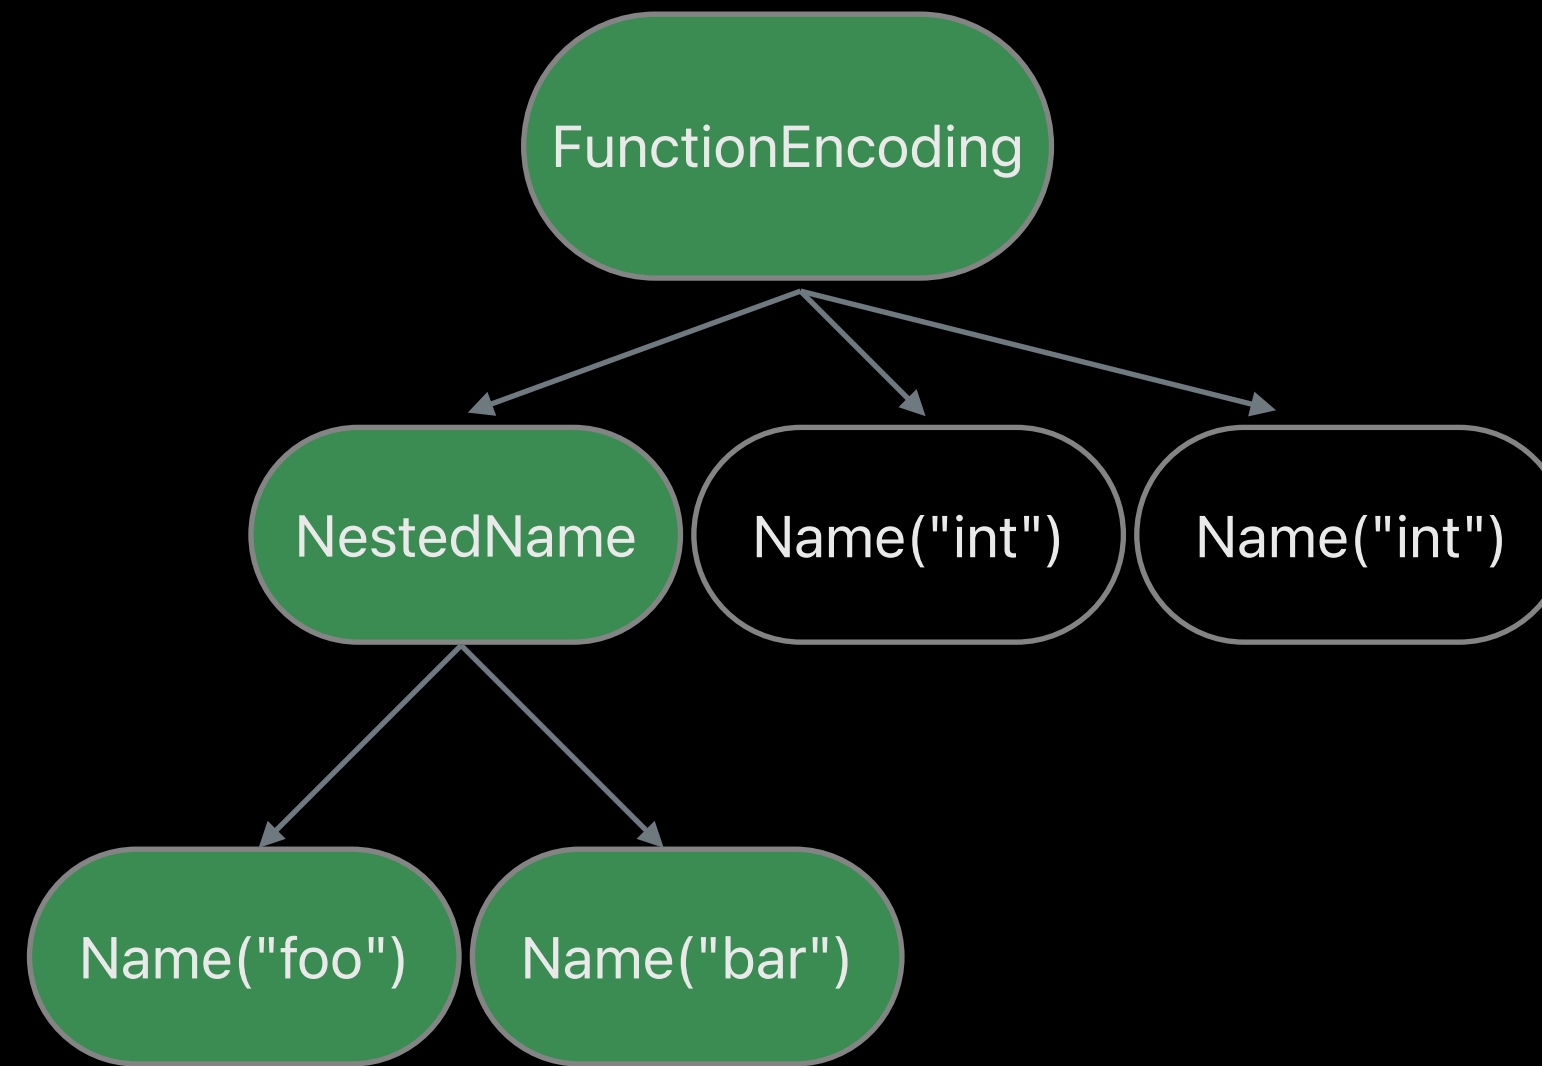 FunctionEncoding
NestedName
Name("int")
Name("int")
Name("foo")
Name("bar")